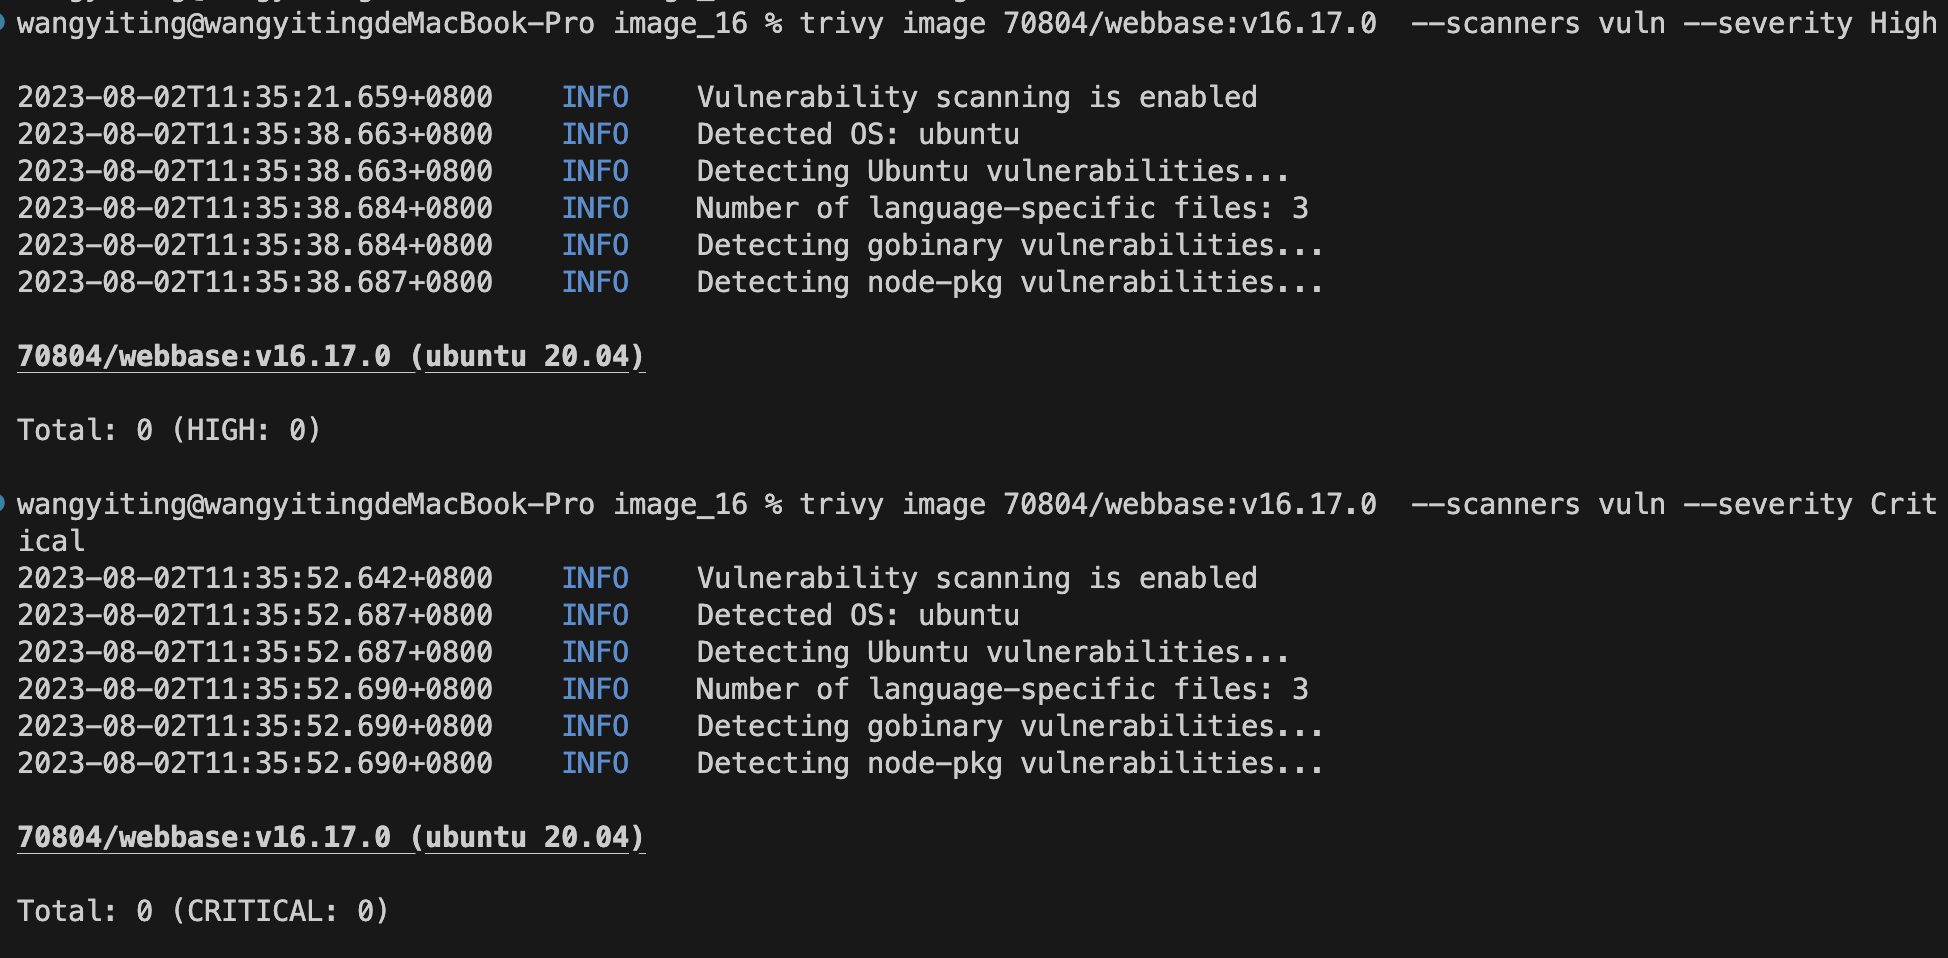 wangyiting@wangyitingdeMacBook-Pro image_16 % trivy image 70804/webbase:v16.17.0  --scanners vuln --severity High
2023-08-02T11:35:21.659+0800    INFO    Vulnerability scanning is enabled
2023-08-02T11:35:38.663+0800    INFO    Detected OS: ubuntu
2023-08-02T11:35:38.663+0800    INFO    Detecting Ubuntu vulnerabilities...
2023-08-02T11:35:38.684+0800    INFO    Number of language-specific files: 3
2023-08-02T11:35:38.684+0800    INFO    Detecting gobinary vulnerabilities...
2023-08-02T11:35:38.687+0800    INFO    Detecting node-pkg vulnerabilities...
70804/webbase:v16.17.0 (ubuntu 20.04)
Total: 0 (HIGH: 0)
wangyiting@wangyitingdeMacBook-Pro image_16 % trivy image 70804/webbase:v16.17.0  --scanners vuln --severity Crit
ical
2023-08-02T11:35:52.642+0800    INFO    Vulnerability scanning is enabled
2023-08-02T11:35:52.687+0800    INFO    Detected OS: ubuntu
2023-08-02T11:35:52.687+0800    INFO    Detecting Ubuntu vulnerabilities...
2023-08-02T11:35:52.690+0800    INFO    Number of language-specific files: 3
2023-08-02T11:35:52.690+0800    INFO    Detecting gobinary vulnerabilities...
2023-08-02T11:35:52.690+0800    INFO    Detecting node-pkg vulnerabilities...
70804/webbase:v16.17.0 (ubuntu 20.04)
Total: 0 (CRITICAL: 0)